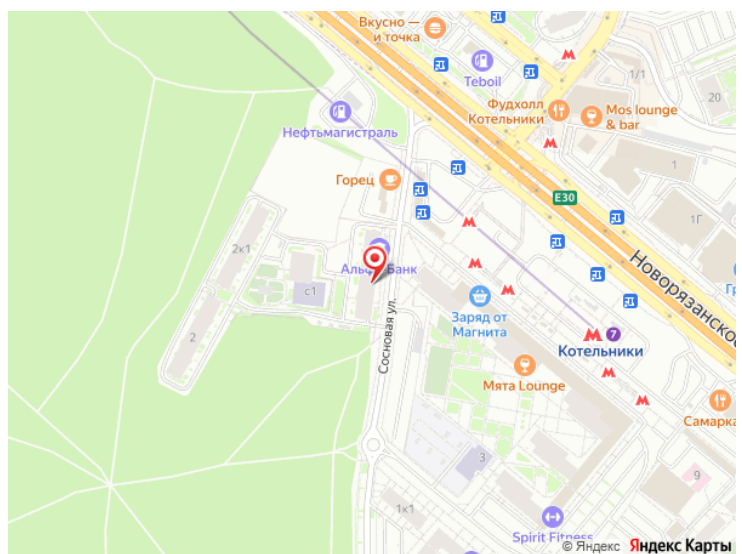 Вкусно —
и точка
Teboil
1/1
20
Фудхолл
Котельники
Mos lounge
& bar
Нефтьмагистраль
1
Горец
E30
1Г
2к1
Альфа Банк
с1
Новорязанское
Гр
Заряд от
Магнита
7
Котельники
2
Сосновая ул.
Мята Lounge
Самарка
3
9
1к1
Spirit Fitness
© Яндекс Яндекс Карты